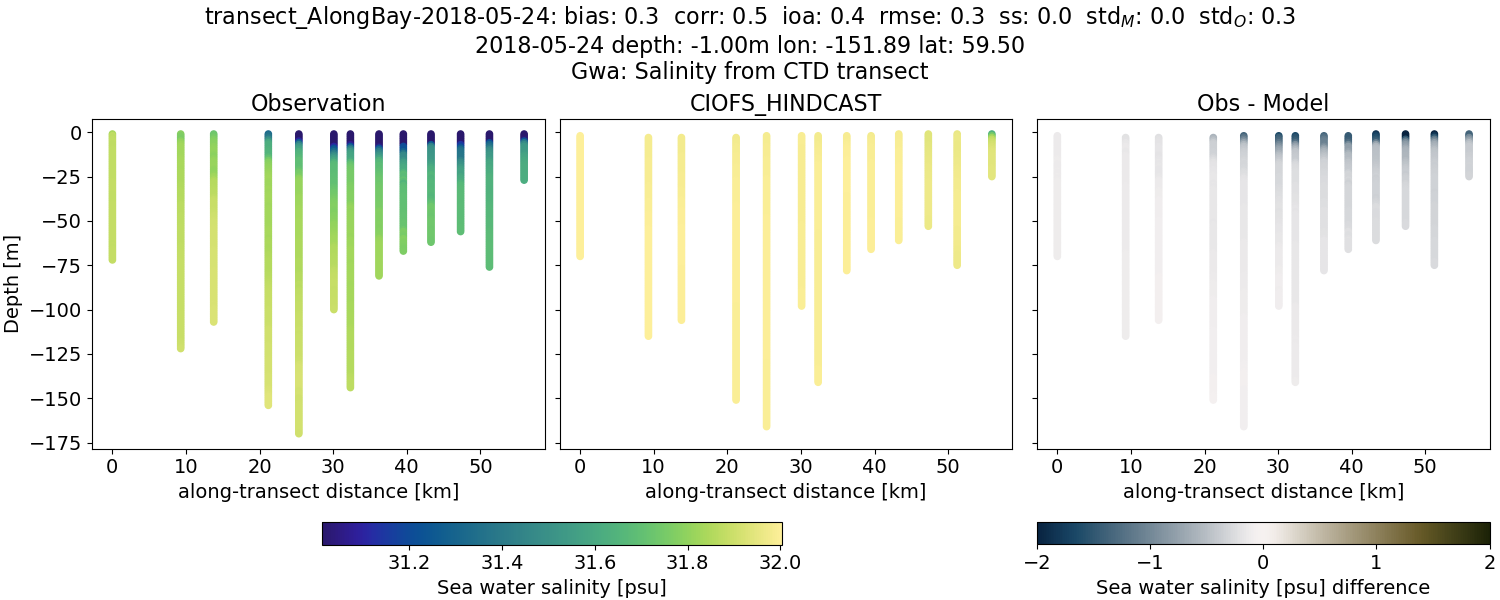 transect_AlongBay-2018-05-24: bias: 0.3 corr: 0.5 ioa: 0.4 rmse: 0.3 ss: 0.0 std_M: 0.0 std_O: 0.3
2018-05-24 depth: -1.00m lon: -151.89 lat: 59.50
Gwa: Salinity from CTD transect
Observation CIOFS_HINDCAST Obs - Model
Depth [m]
0
−25
−50
−75
−100
−125
−150
−175
0 10 20 30 40 50 0 10 20 30 40 50 0 10 20 30 40 50
along-transect distance [km] along-transect distance [km] along-transect distance [km]
31.2 31.4 31.6 31.8 32.0 −2 −1 0 1 2
Sea water salinity [psu] Sea water salinity [psu] difference